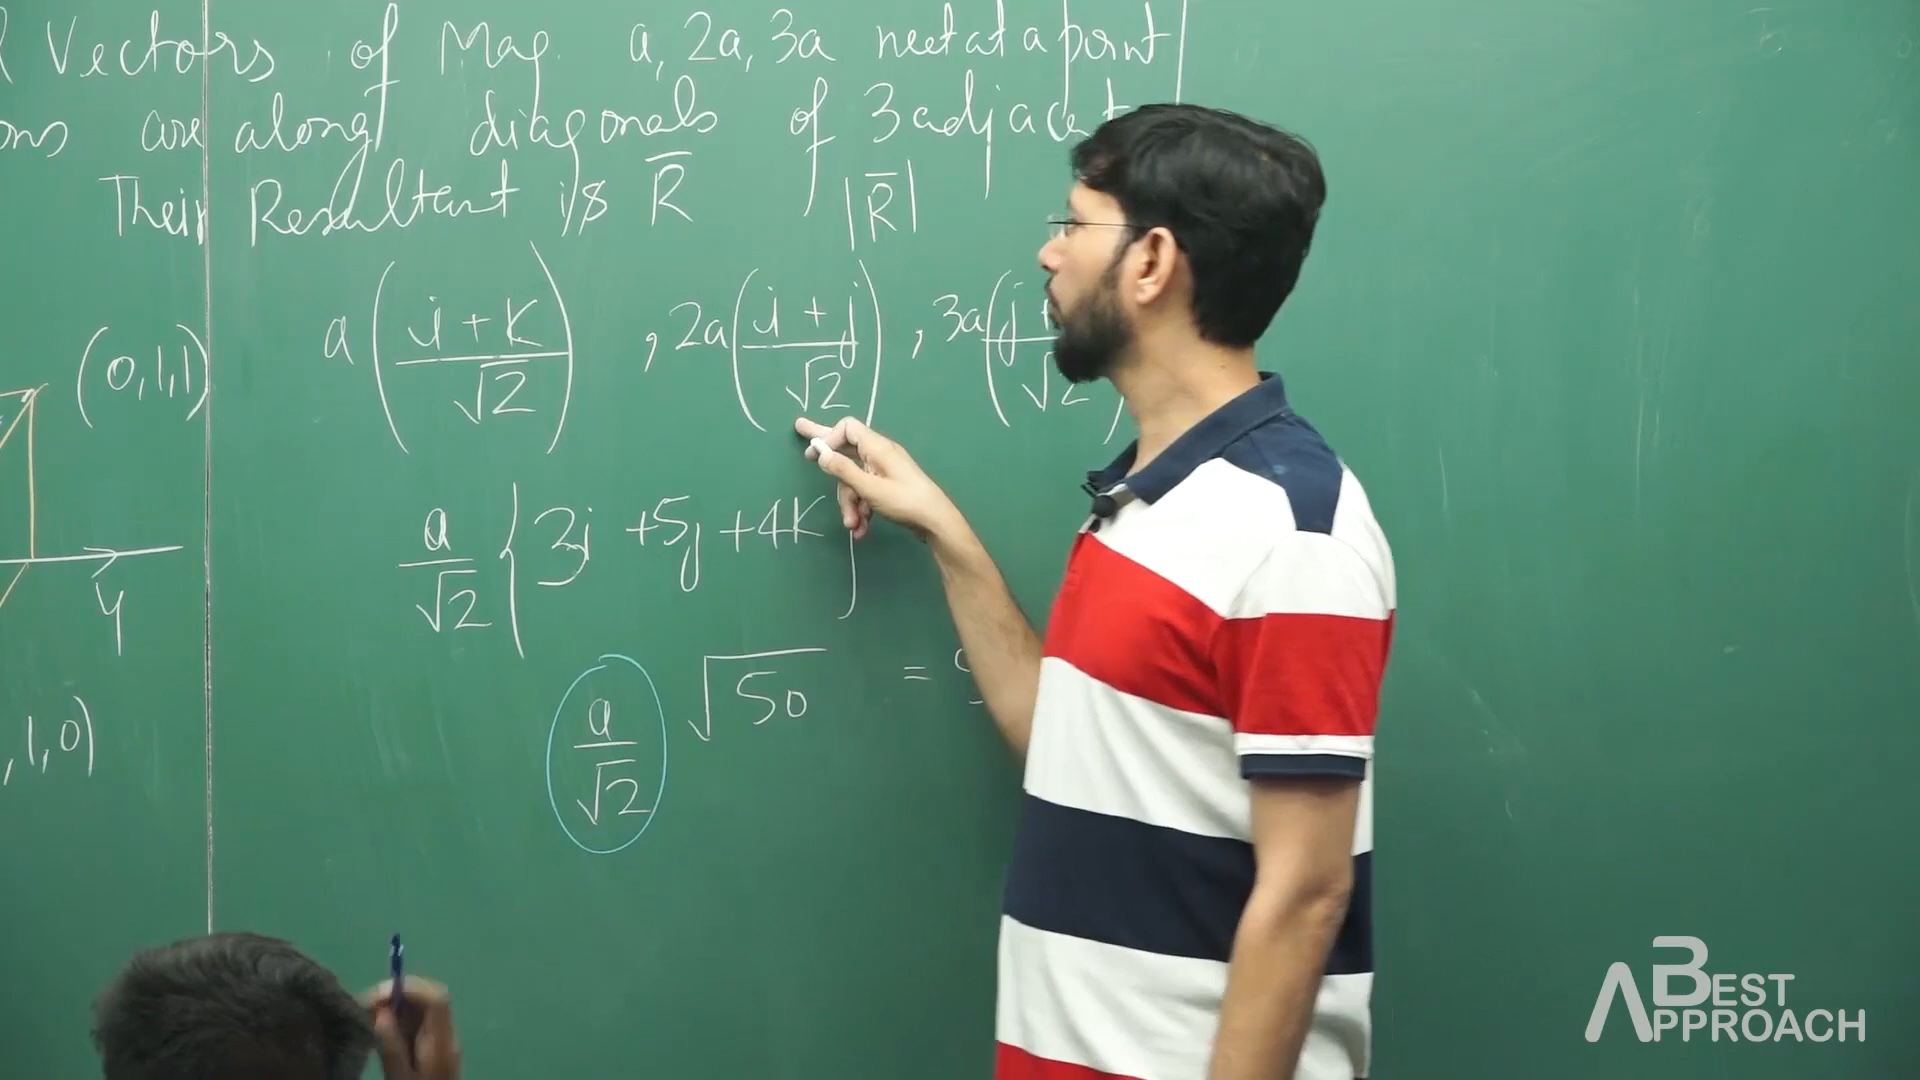 Vectors of Mag. a, 2a, 3a meet at a point
ons are along diagonals of 3 adjacent
Their Resultant is R̅ |R̅|
a((i+k)/√2) , 2a((i+j)/√2) , 3a((j+ /√2)
(0,1,1)
a/√2 {3i +5j +4k}
y
a/√2 √50 =
,1,0)
BEST
APPROACH